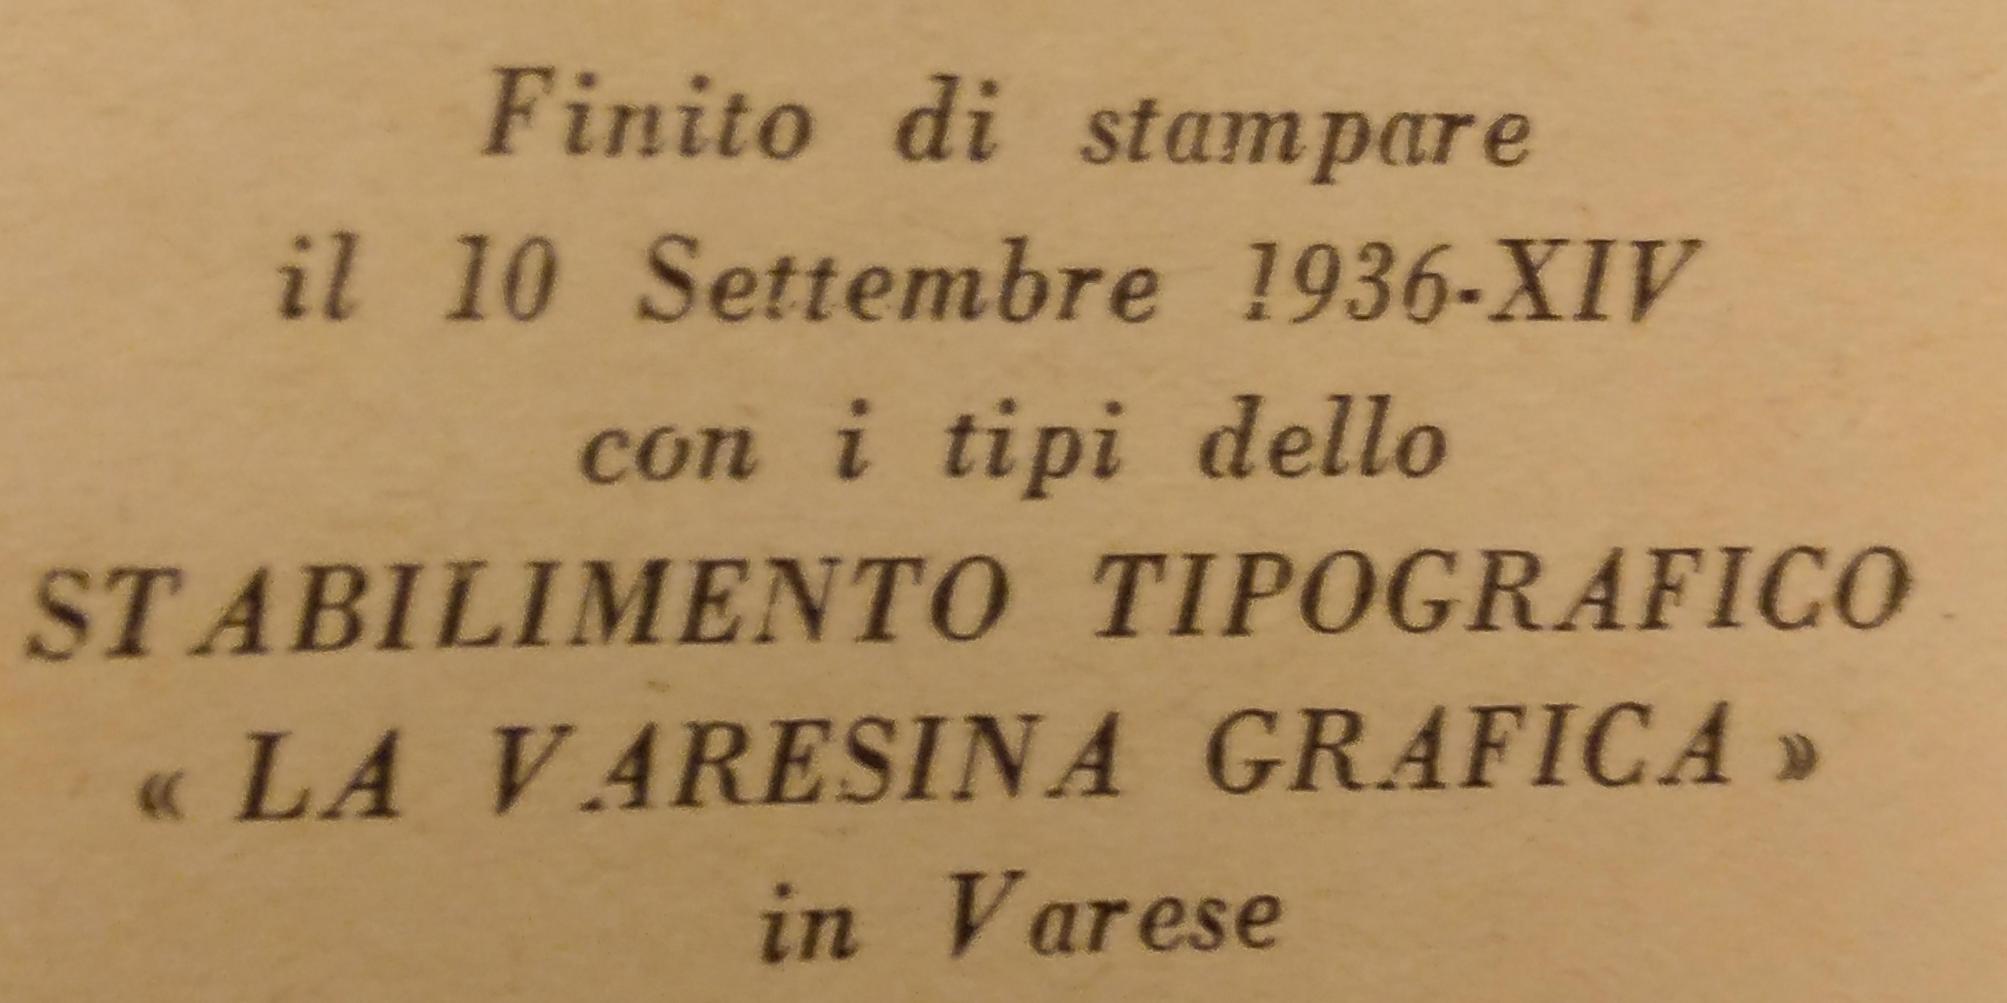 Finito di stampare
il 10 Settembre 1936-XIV
con i tipi dello
STABILIMENTO TIPOGRAFICO
« LA VARESINA GRAFICA »
in Varese